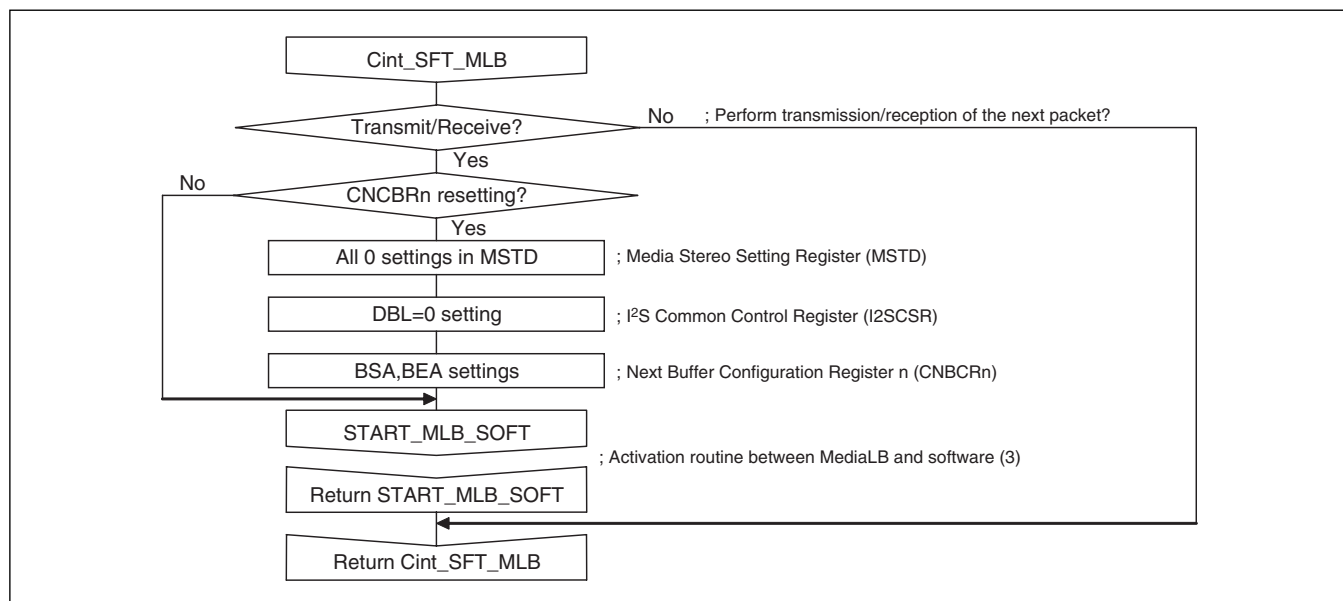 Cint_SFT_MLB
Transmit/Receive?
No
; Perform transmission/reception of the next packet?
Yes
No
CNCBRn resetting?
Yes
All 0 settings in MSTD
; Media Stereo Setting Register (MSTD)
DBL=0 setting
; I²S Common Control Register (I2SCSR)
BSA,BEA settings
; Next Buffer Configuration Register n (CNBCRn)
START_MLB_SOFT
; Activation routine between MediaLB and software (3)
Return START_MLB_SOFT
Return Cint_SFT_MLB